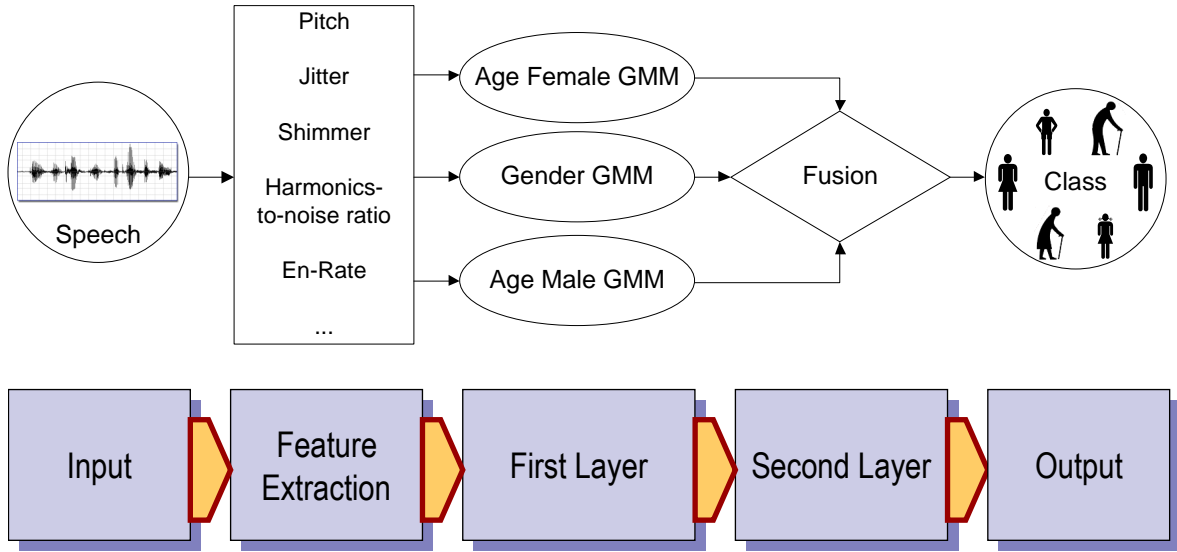 Speech
Pitch
Jitter
Shimmer
Harmonics-
to-noise ratio
En-Rate
...
Age Female GMM
Gender GMM
Age Male GMM
Fusion
Class
Input
Feature
Extraction
First Layer
Second Layer
Output